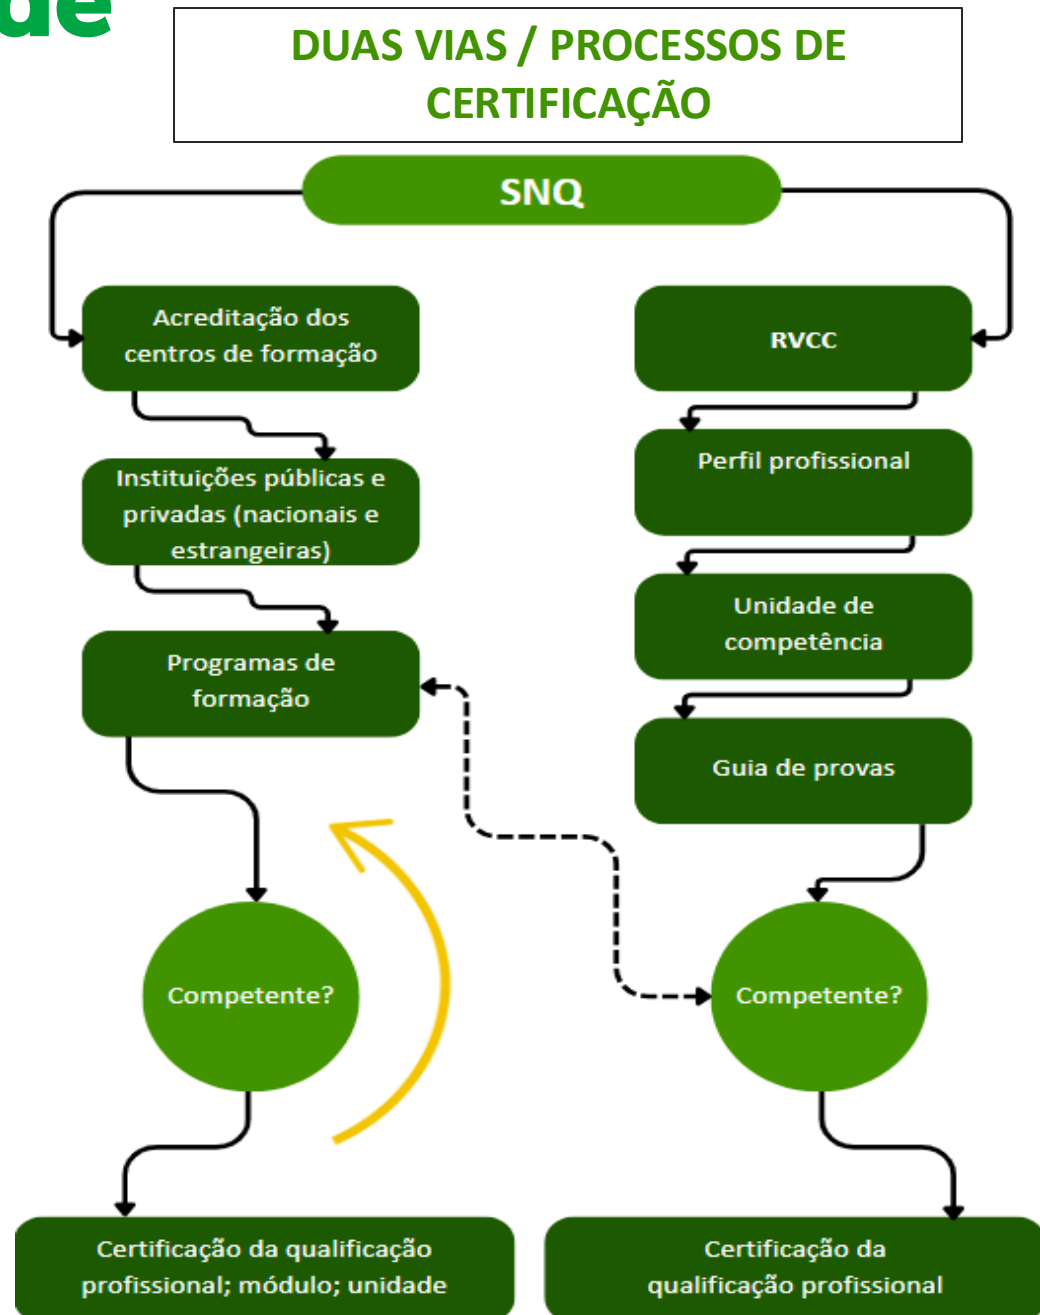 de
DUAS VIAS / PROCESSOS DE
CERTIFICAÇÃO
SNQ
Acreditação dos
centros de formação
Instituições públicas e
privadas (nacionais e
estrangeiras)
Programas de
formação
Competente?
Certificação da qualificação
profissional; módulo; unidade
RVCC
Perfil profissional
Unidade de
competência
Guia de provas
Competente?
Certificação da
qualificação profissional